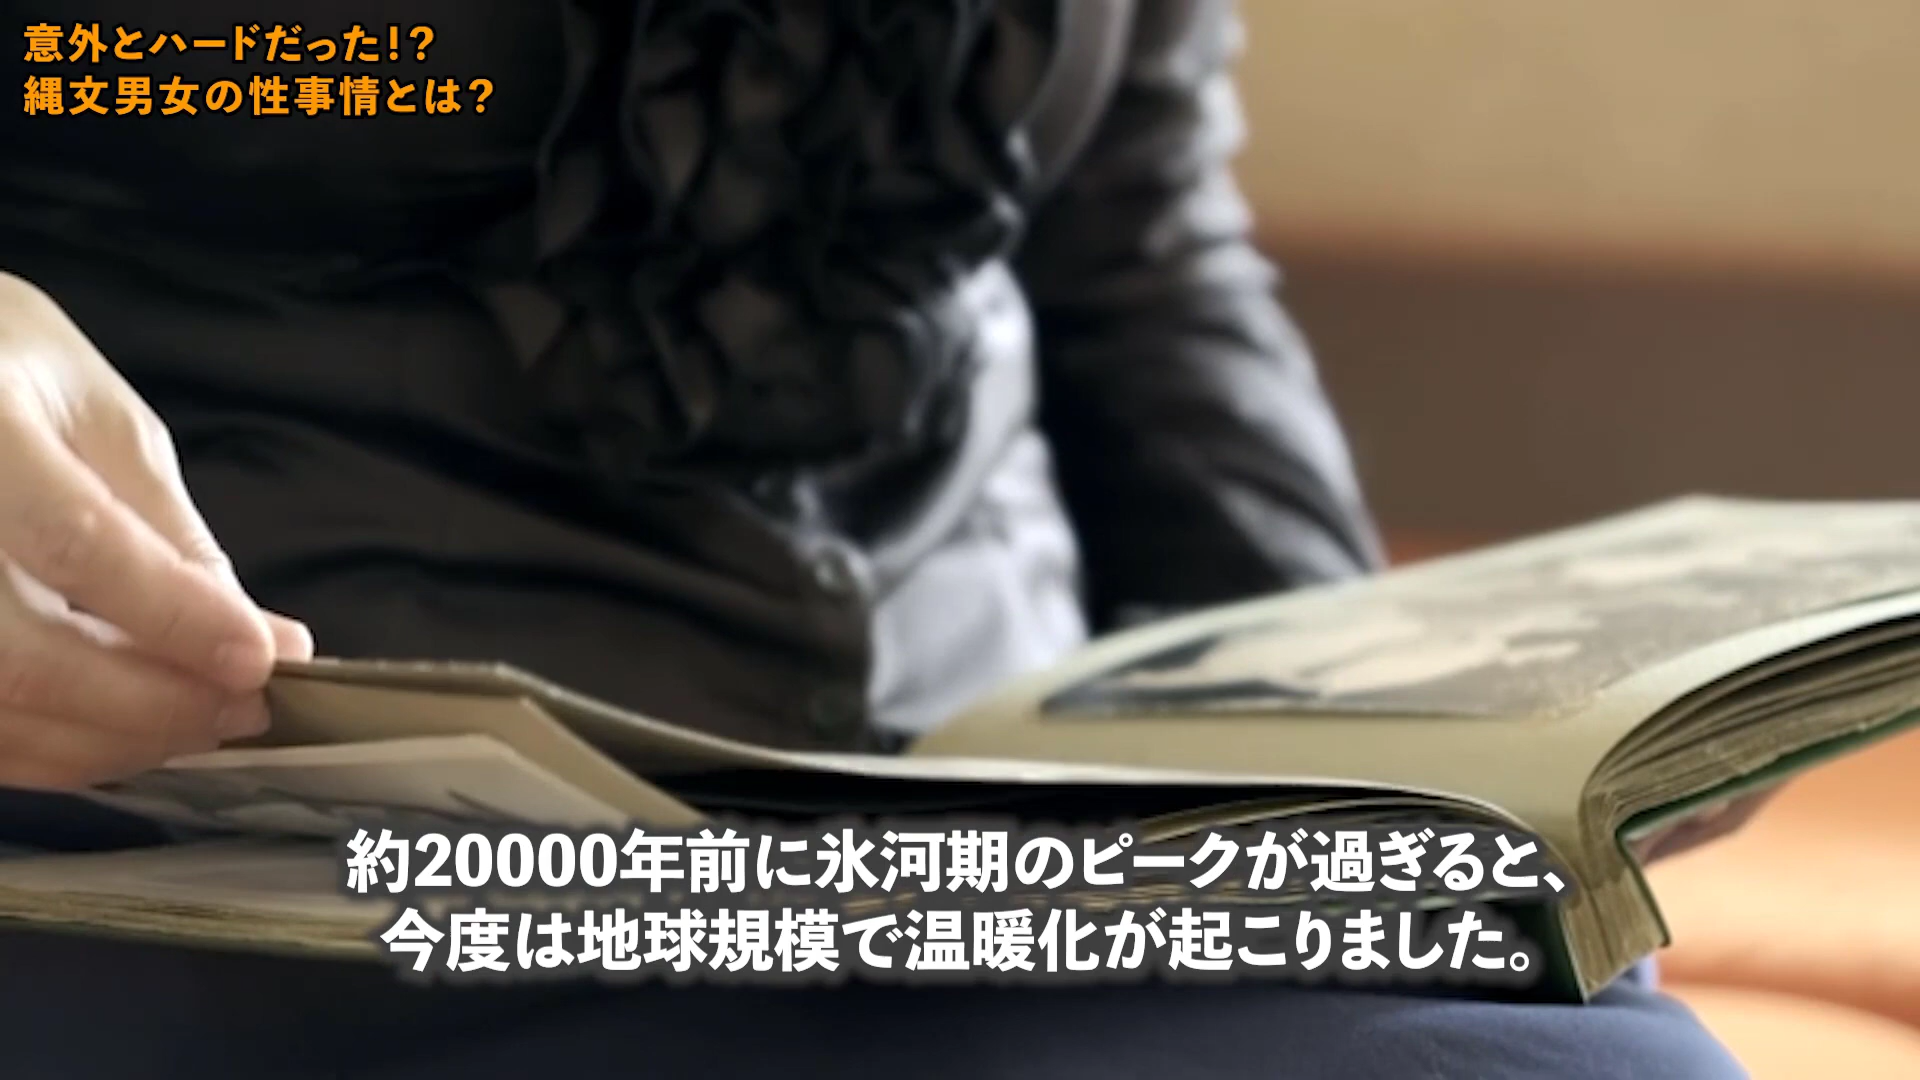 意外とハードだった!?
縄文男女の性事情とは?
約20000年前に氷河期のピークが過ぎると、
今度は地球規模で温暖化が起こりました。